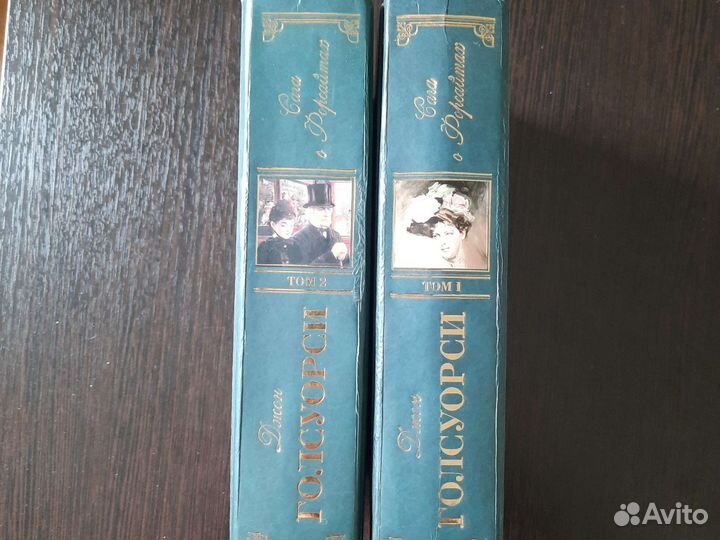 Джон
ГОЛСУОРСИ
ТОМ 2
Сага
о Форсайтах
Джон
ГОЛСУОРСИ
ТОМ 1
Сага
о Форсайтах
Avito